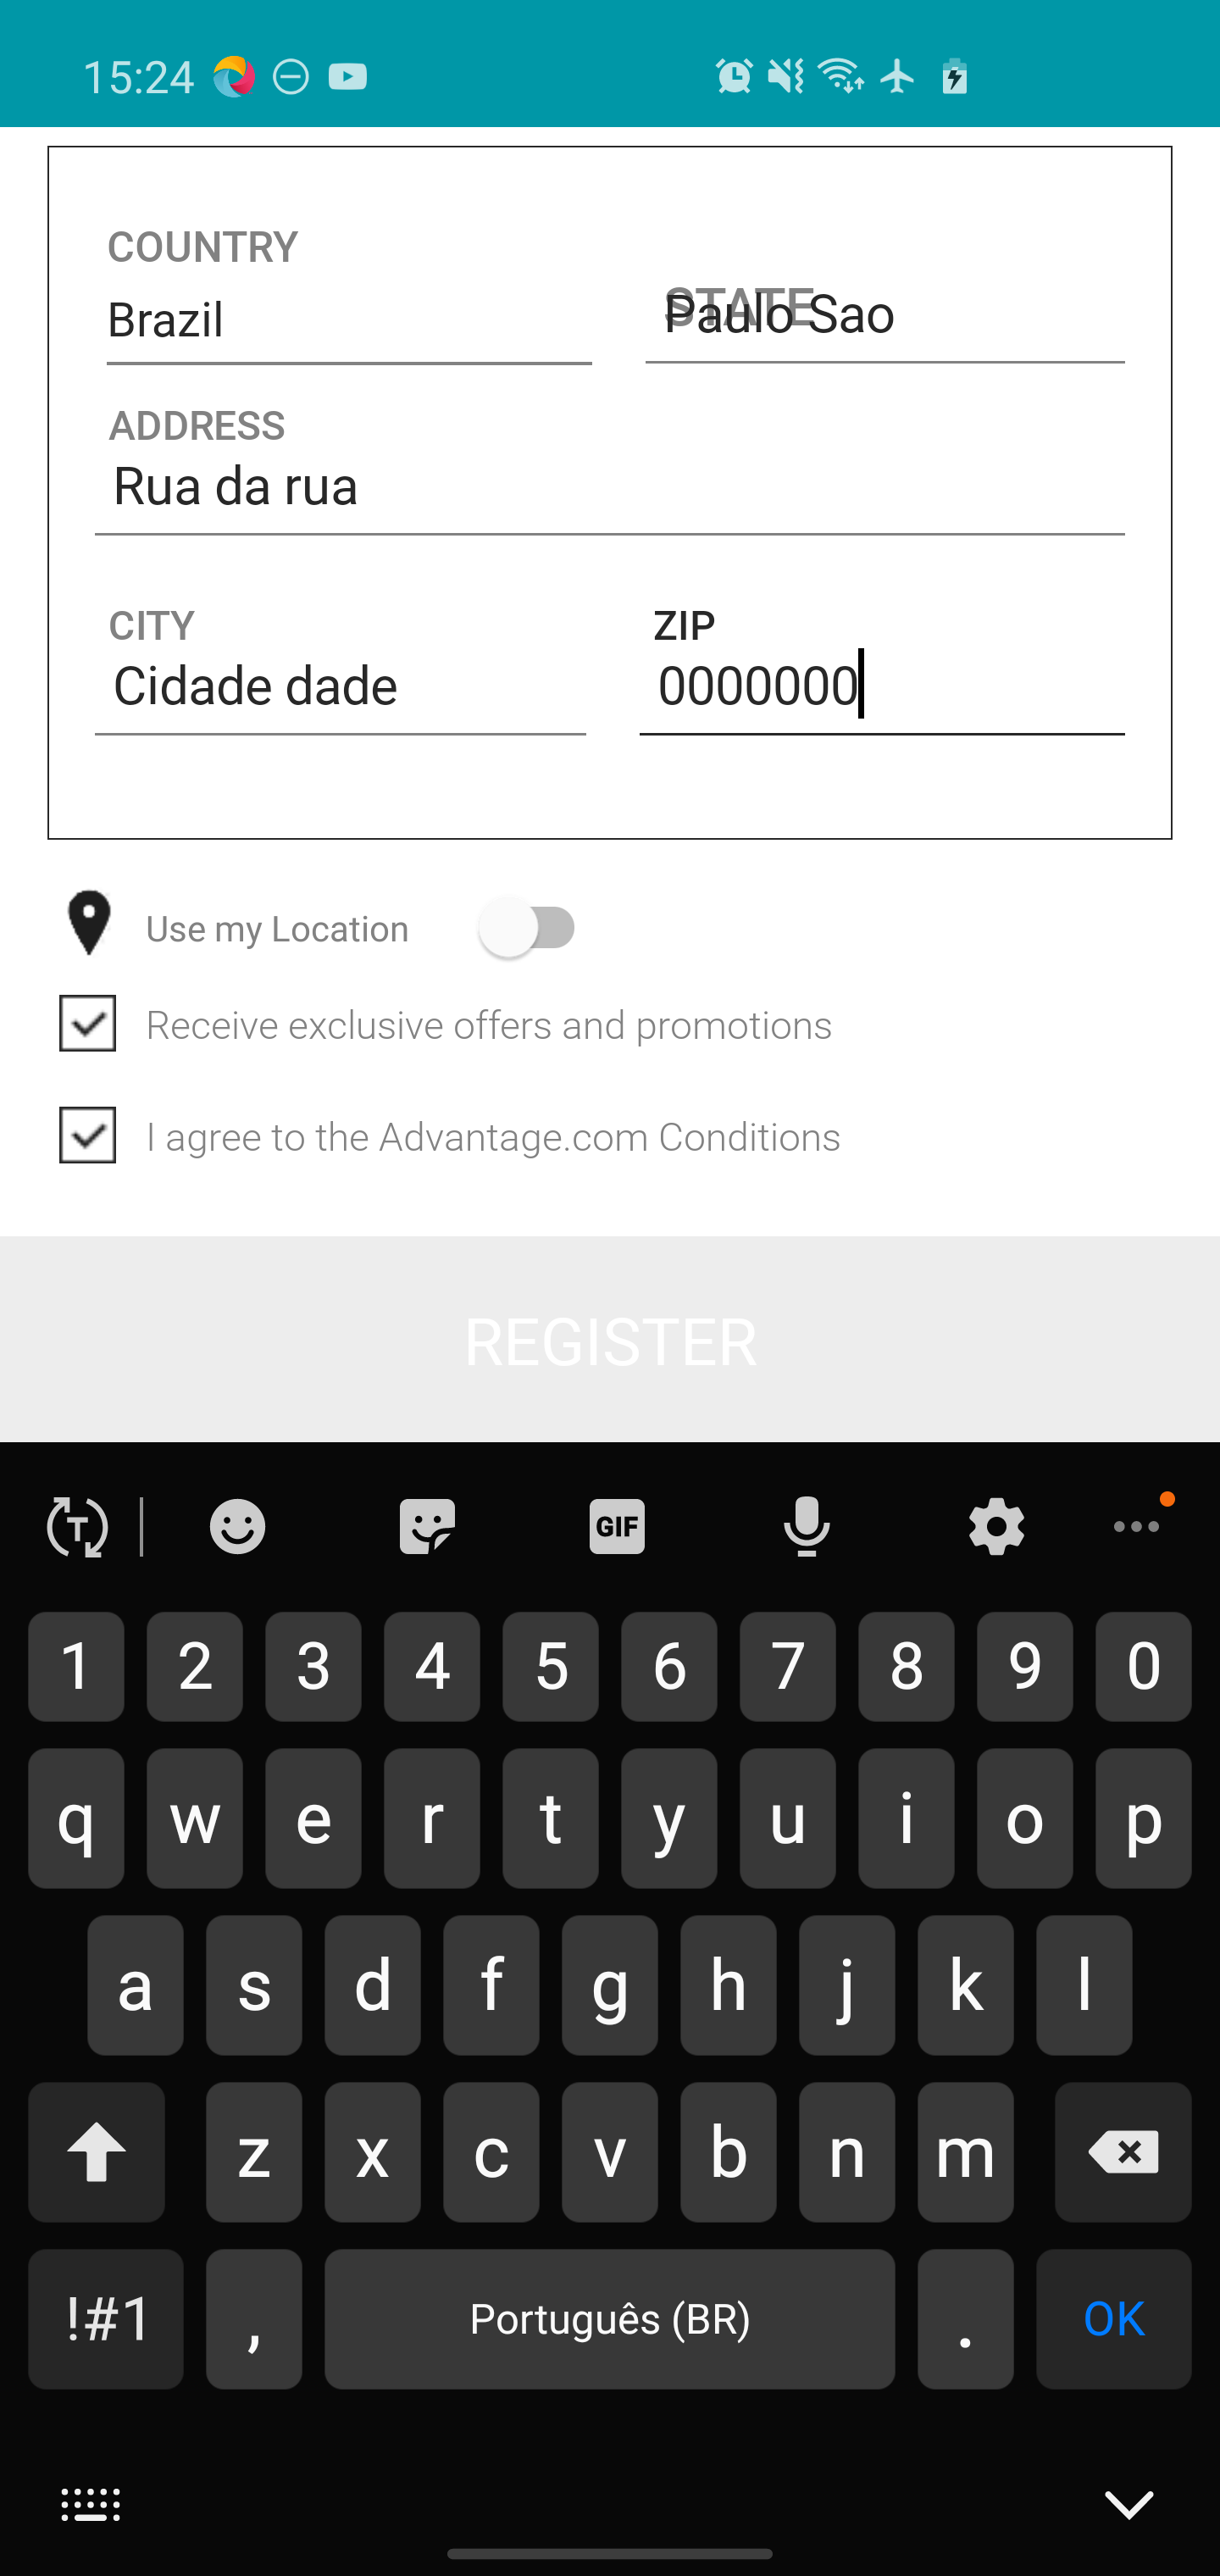 15:24
COUNTRY
Brazil
STATE
Paulo Sao
ADDRESS
Rua da rua
CITY
Cidade dade
ZIP
0000000
Use my Location
Receive exclusive offers and promotions
I agree to the Advantage.com Conditions
REGISTER
T GIF
1 2 3 4 5 6 7 8 9 0
q w e r t y u i o p
a s d f g h j k l
z x c v b n m
!#1 , Português (BR) . OK